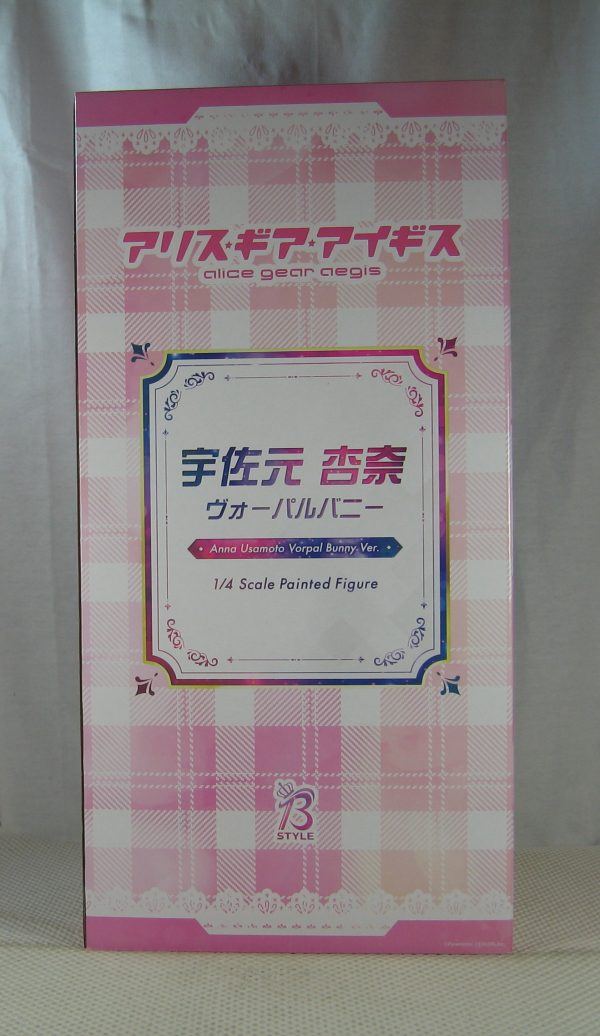 アリス★ギア★アイギス
alice gear aegis
宇佐元 杏奈
ヴォーパルバニー
Anna Usamoto Vorpal Bunny Ver.
1/4 Scale Painted Figure
B
STYLE